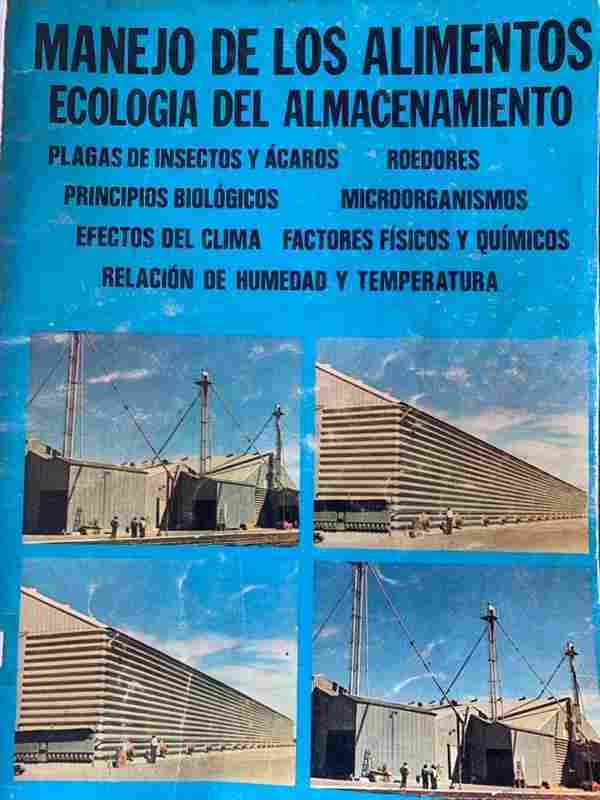 MANEJO DE LOS ALIMENTOS
ECOLOGIA DEL ALMACENAMIENTO
PLAGAS DE INSECTOS Y ÁCAROS ROEDORES
PRINCIPIOS BIOLÓGICOS MICROORGANISMOS
EFECTOS DEL CLIMA FACTORES FÍSICOS Y QUÍMICOS
RELACIÓN DE HUMEDAD Y TEMPERATURA